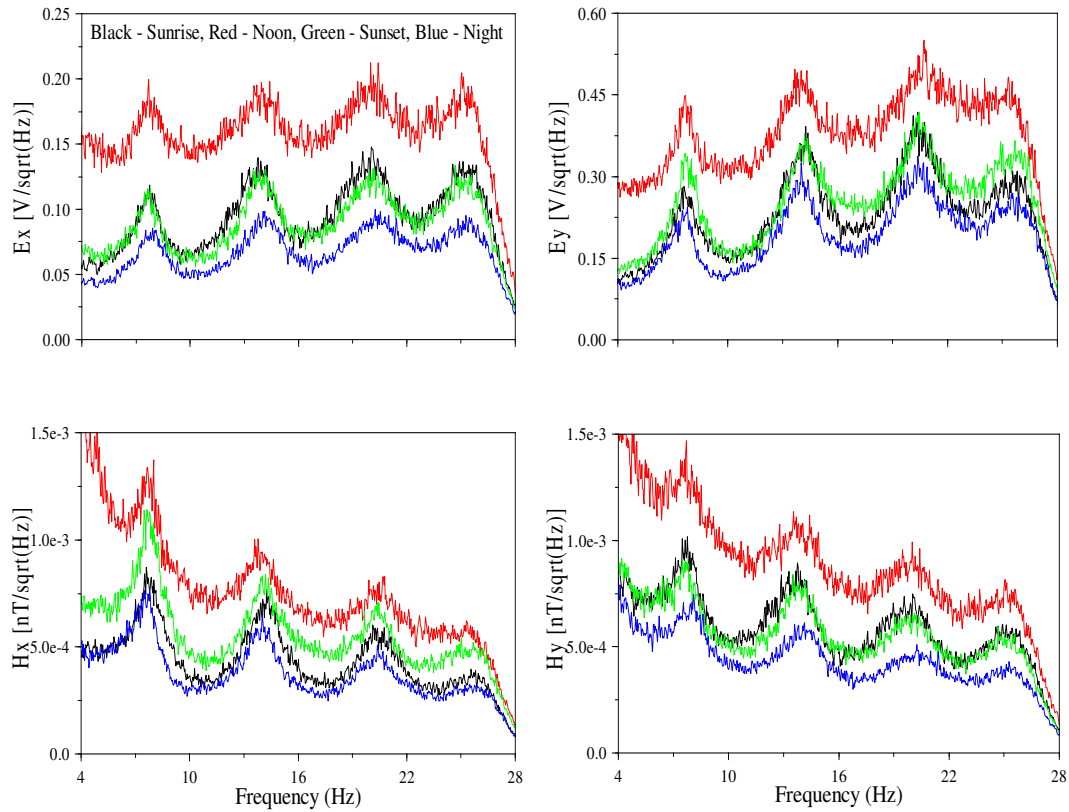 Black - Sunrise, Red - Noon, Green - Sunset, Blue - Night
Ex [V/sqrt(Hz)]
0.25
0.20
0.15
0.10
0.05
0.00
4 10 16 22 28
Ey [V/sqrt(Hz)]
0.60
0.45
0.30
0.15
0.00
4 10 16 22 28
Hx [nT/sqrt(Hz)]
1.5e-3
1.0e-3
5.0e-4
0.0
4 10 16 22 28
Frequency (Hz)
Hy [nT/sqrt(Hz)]
1.5e-3
1.0e-3
5.0e-4
0.0
4 10 16 22 28
Frequency (Hz)